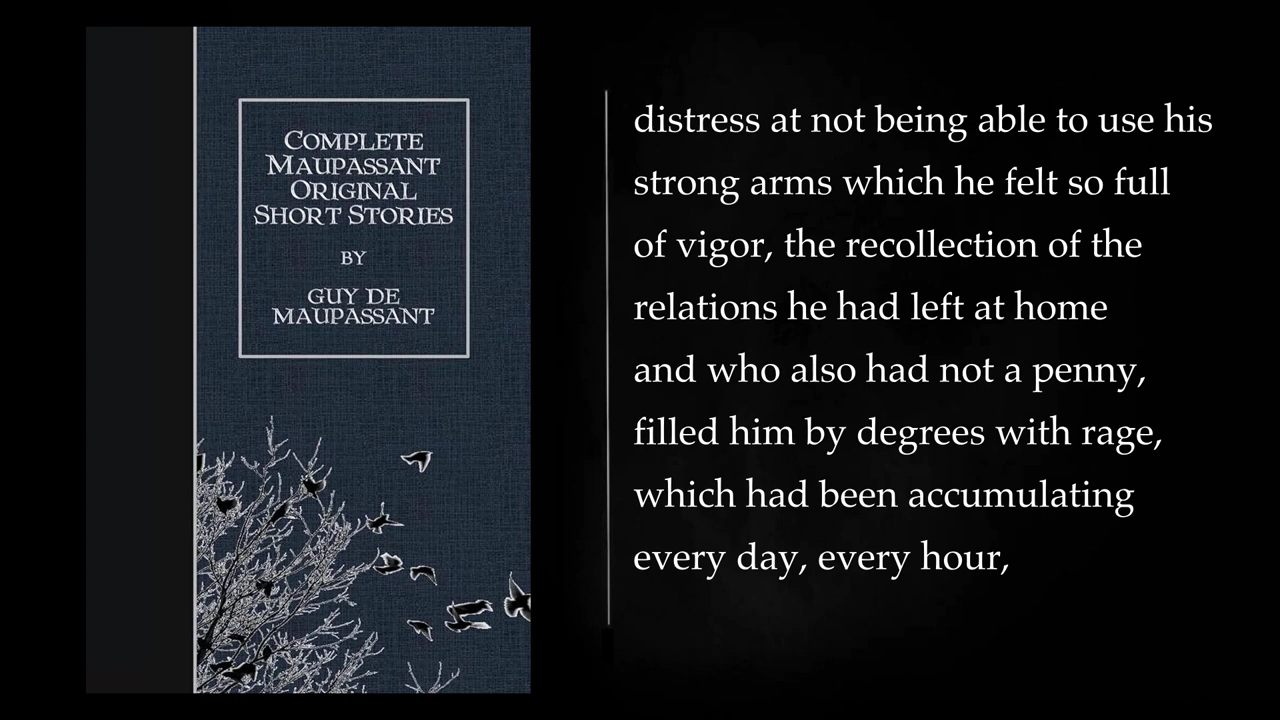 COMPLETE
MAUPASSANT
ORIGINAL
SHORT STORIES
BY
GUY DE
MAUPASSANT
distress at not being able to use his
strong arms which he felt so full
of vigor, the recollection of the
relations he had left at home
and who also had not a penny,
filled him by degrees with rage,
which had been accumulating
every day, every hour,